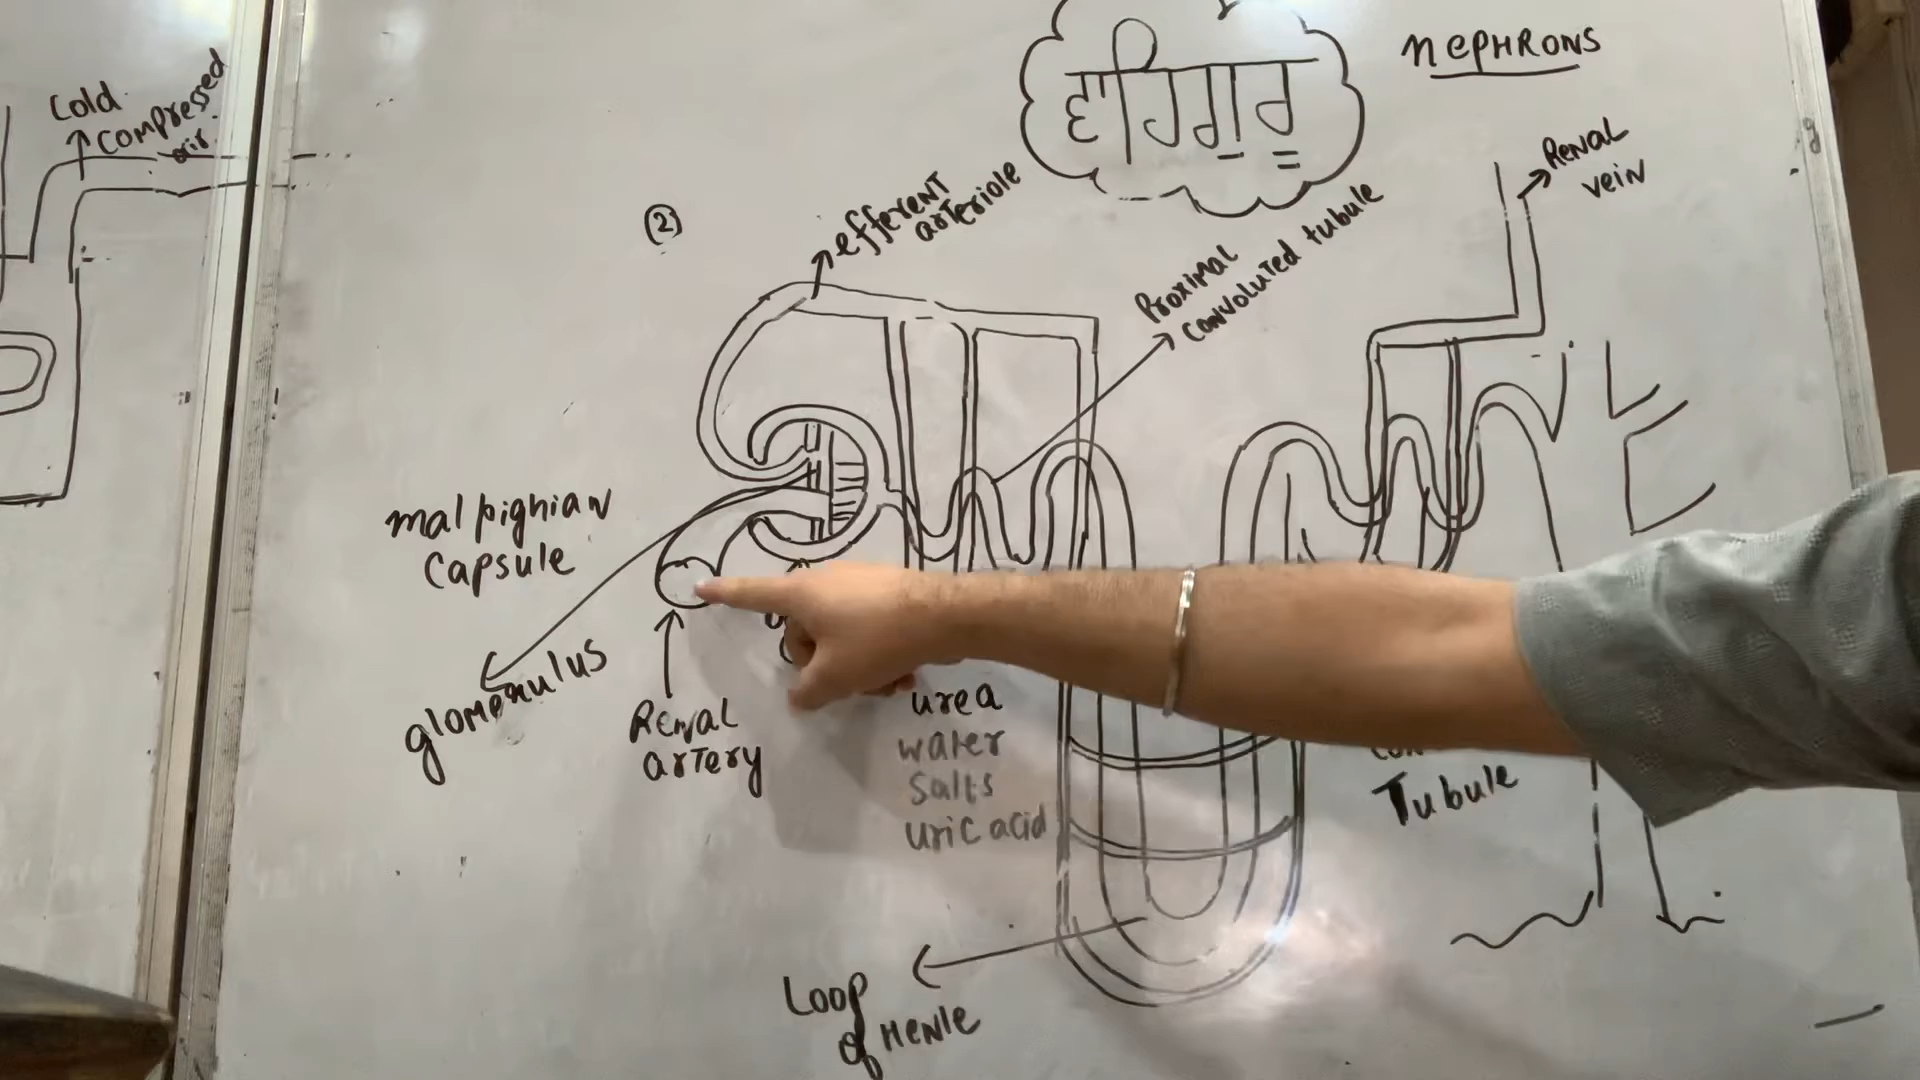 Cold
Compressed
air.
ਵਾਹਿਗੁਰੂ
NEPHRONS
Renal
vein
(2)
efferent
arteriole
Proximal
Convoluted tubule
malpighian
Capsule
glomerulus
Renal
artery
urea
water
Salts
Uric acid
Tubule
Loop
of Henle